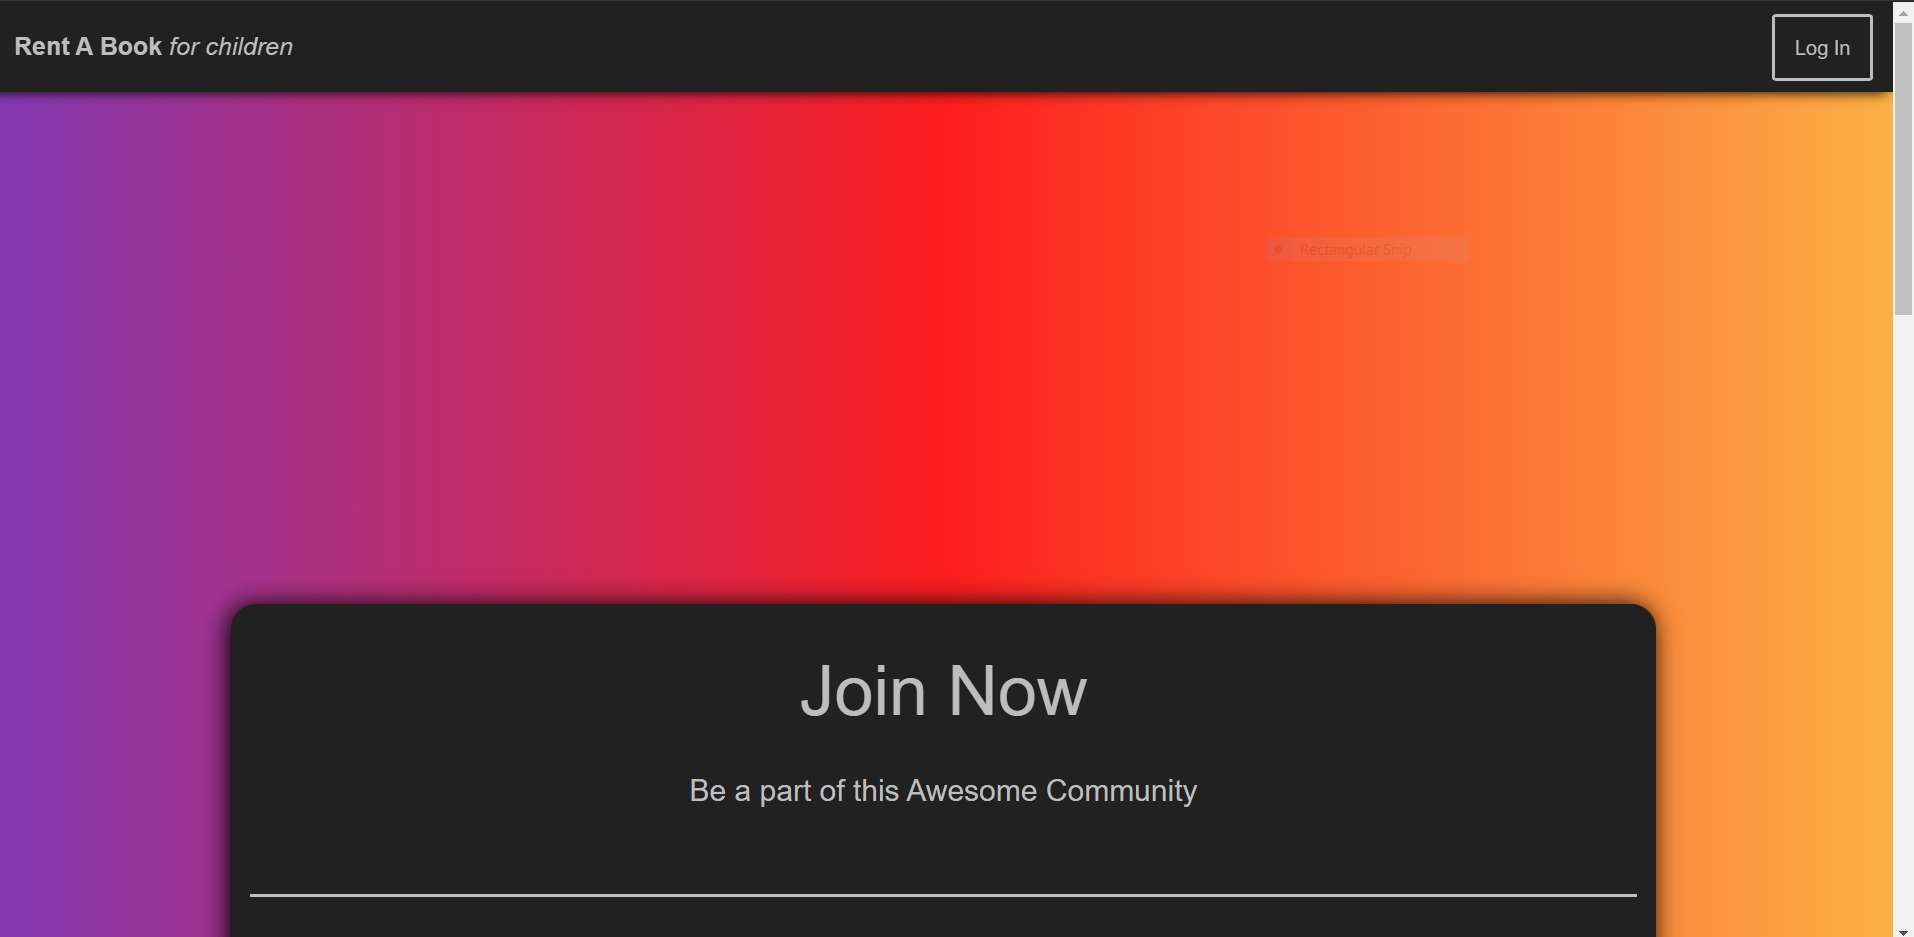 Rent A Book for children
Log In
Rectangular Snip
Join Now
Be a part of this Awesome Community